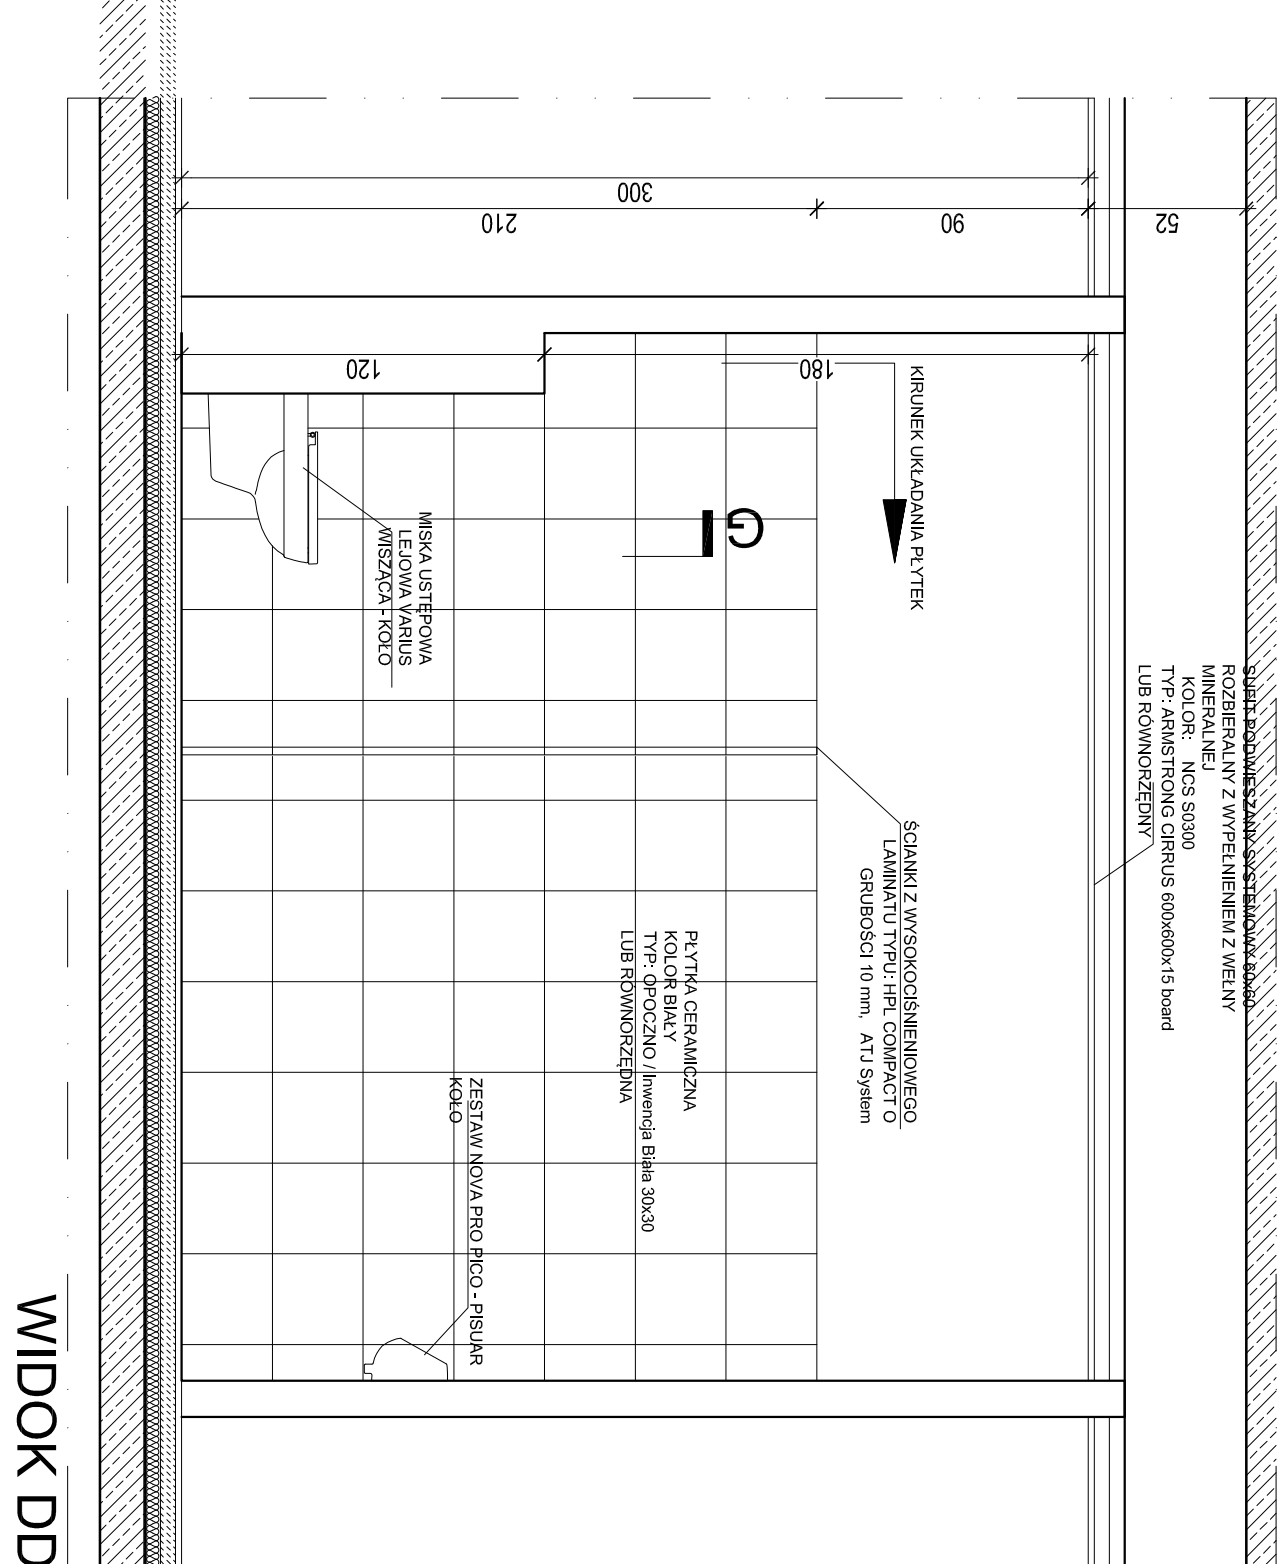 SUFIT PODWIESZANY SYSTEMOWY 60x60
ROZBIERALNY Z WYPEŁNIENIEM Z WEŁNY
MINERALNEJ
KOLOR: NCS S0300
TYP: ARMSTRONG CIRRUS 600x600x15 board
LUB RÓWNORZĘDNY
KIRUNEK UKŁADANIA PŁYTEK
ŚCIANKI Z WYSOKOCIŚNIENIOWEGO
LAMINATU TYPU: HPL COMPACT O
GRUBOŚCI 10 mm, ATJ System
GI
PŁYTKA CERAMICZNA
KOLOR BIAŁY
TYP: OPOCZNO / Inwencja Biała 30x30
LUB RÓWNORZĘDNA
MISKA USTĘPOWA
LEJOWA VARIUS
WISZĄCA - KOŁO
ZESTAW NOVA PRO PICO - PISUAR
KOŁO
52
90
210
300
180
120
WIDOK DD